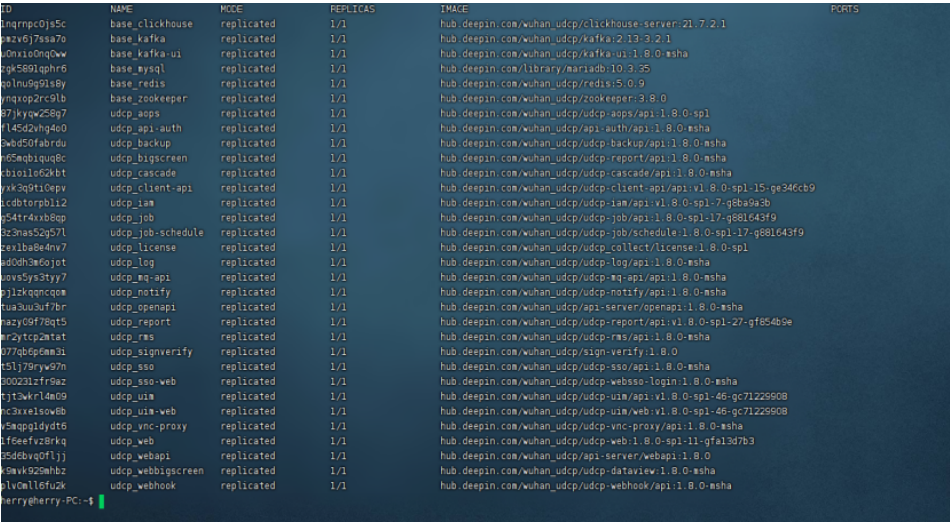 ID NAME MODE REPLICAS IMAGE PORTS
1nqrnpc0js5c base_clickhouse replicated 1/1 hub.deepin.com/wuhan_udcp/clickhouse-server:21.7.2.1
pmzv6j7ssa7o base_kafka replicated 1/1 hub.deepin.com/wuhan_udcp/kafka:2.13-3.2.1
u0nxio0nq0ww base_kafka-ui replicated 1/1 hub.deepin.com/wuhan_udcp/kafka-ui:1.8.0-msha
zgk5891qphr6 base_mysql replicated 1/1 hub.deepin.com/library/mariadb:10.3.35
qolnu9g91s8y base_redis replicated 1/1 hub.deepin.com/wuhan_udcp/redis:5.0.9
ynqxop2rc9lb base_zookeeper replicated 1/1 hub.deepin.com/wuhan_udcp/zookeeper:3.8.0
87jkyqw258g7 udcp_aops replicated 1/1 hub.deepin.com/wuhan_udcp/udcp-aops/api:1.8.0-sp1
fl45d2vhg4o0 udcp_api-auth replicated 1/1 hub.deepin.com/wuhan_udcp/api-auth/api:1.8.0-msha
3wbd50fabrdu udcp_backup replicated 1/1 hub.deepin.com/wuhan_udcp/udcp-backup/api:1.8.0-msha
n65mqbiquq8c udcp_bigscreen replicated 1/1 hub.deepin.com/wuhan_udcp/udcp-report/api:1.8.0-msha
cbioi1o62kbt udcp_cascade replicated 1/1 hub.deepin.com/wuhan_udcp/udcp-cascade/api:1.8.0-msha
yxk3q9ti0epv udcp_client-api replicated 1/1 hub.deepin.com/wuhan_udcp/udcp-client-api/api:v1.8.0-sp1-15-ge346cb9
icdbtorpb1i2 udcp_iam replicated 1/1 hub.deepin.com/wuhan_udcp/udcp-iam/api:v1.8.0-sp1-7-g8ba9a3b
g54tr4xxb8qp udcp_job replicated 1/1 hub.deepin.com/wuhan_udcp/udcp-job/api:1.8.0-sp1-17-g881643f9
3z3nas52g57l udcp_job-schedule replicated 1/1 hub.deepin.com/wuhan_udcp/udcp-job/schedule:1.8.0-sp1-17-g881643f9
zex1ba8e4nv7 udcp_license replicated 1/1 hub.deepin.com/wuhan_udcp/udcp_collect/license:1.8.0-sp1
ad0dh3m6ojot udcp_log replicated 1/1 hub.deepin.com/wuhan_udcp/udcp-log/api:1.8.0-msha
uovs5ys3tyy7 udcp_mq-api replicated 1/1 hub.deepin.com/wuhan_udcp/udcp-mq-api/api:1.8.0-msha
pj1zkqqncqom udcp_notify replicated 1/1 hub.deepin.com/wuhan_udcp/udcp-notify/api:1.8.0-msha
tua3uu3uf7br udcp_openapi replicated 1/1 hub.deepin.com/wuhan_udcp/api-server/openapi:1.8.0-msha
nazy09f78qt5 udcp_report replicated 1/1 hub.deepin.com/wuhan_udcp/udcp-report/api:v1.8.0-sp1-27-gf854b9e
mr2ytcp2mtat udcp_rms replicated 1/1 hub.deepin.com/wuhan_udcp/udcp-rms/api:1.8.0-msha
077qb6p6mm3i udcp_signverify replicated 1/1 hub.deepin.com/wuhan_udcp/sign-verify:1.8.0
t5lj79ryw97n udcp_sso replicated 1/1 hub.deepin.com/wuhan_udcp/udcp-sso/api:1.8.0-msha
300231zfr9az udcp_sso-web replicated 1/1 hub.deepin.com/wuhan_udcp/udcp-websso-login:1.8.0-msha
tjt3wkrl4m09 udcp_uim replicated 1/1 hub.deepin.com/wuhan_udcp/udcp-uim/api:v1.8.0-sp1-46-gc71229908
nc3xxe1sow8b udcp_uim-web replicated 1/1 hub.deepin.com/wuhan_udcp/udcp-uim/web:v1.8.0-sp1-46-gc71229908
v5mqpg1dydt6 udcp_vnc-proxy replicated 1/1 hub.deepin.com/wuhan_udcp/udcp-vnc-proxy/api:1.8.0-msha
1f6eefvz8rkq udcp_web replicated 1/1 hub.deepin.com/wuhan_udcp/udcp-web:1.8.0-sp1-11-gfa13d7b3
35d6bvq0fljj udcp_webapi replicated 1/1 hub.deepin.com/wuhan_udcp/api-server/webapi:1.8.0
k9mvk929mhbz udcp_webbigscreen replicated 1/1 hub.deepin.com/wuhan_udcp/udcp-dataview:1.8.0-msha
plv0mll6fu2k udcp_webhook replicated 1/1 hub.deepin.com/wuhan_udcp/udcp-webhook/api:1.8.0-msha
herry@herry-PC:~$